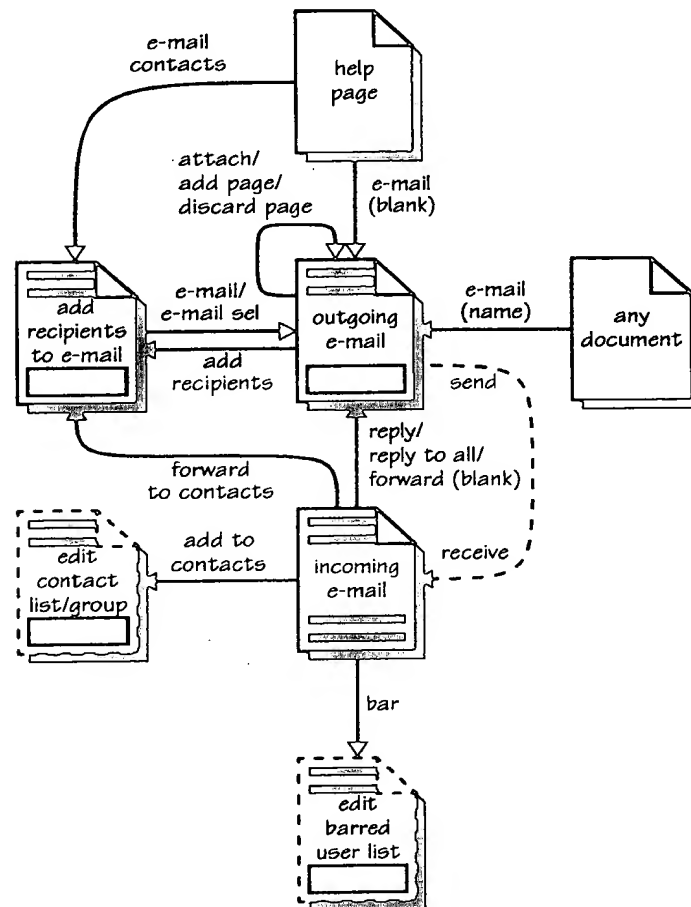 e-mail
contacts
help
page
attach/
add page/
discard page
e-mail
(blank)
add
recipients
to e-mail
e-mail/
e-mail sel
add
recipients
outgoing
e-mail
e-mail
(name)
any
document
send
reply/
reply to all/
forward (blank)
forward
to contacts
edit
contact
list/group
add to
contacts
incoming
e-mail
receive
bar
edit
barred
user list